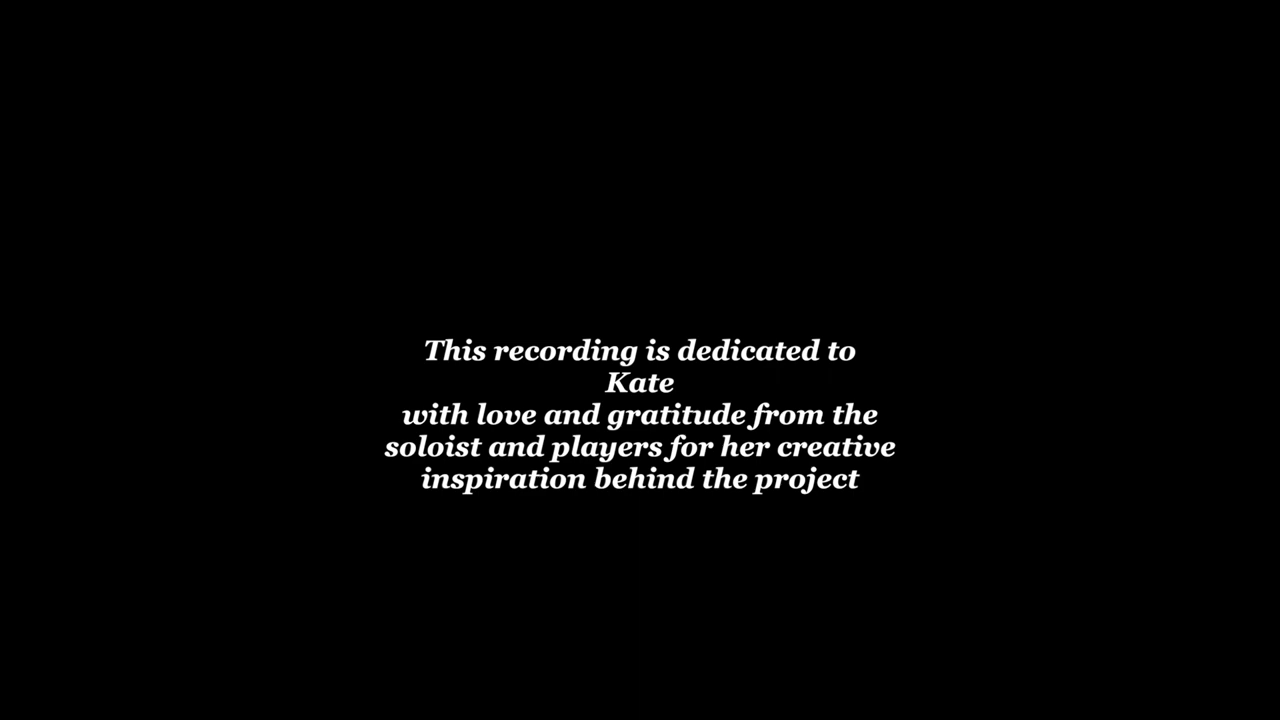 This recording is dedicated to
Kate
with love and gratitude from the
soloist and players for her creative
inspiration behind the project